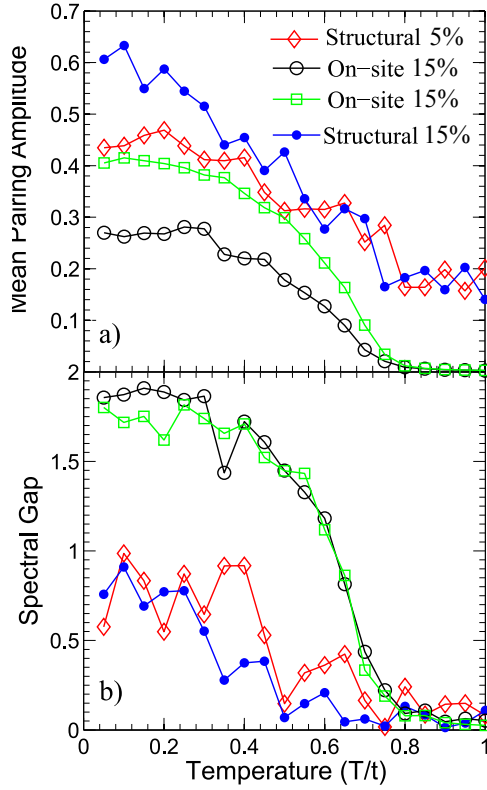 0.7
Structural 5%
0.6
On-site 15%
0.5
On-site 15%
0.4
Structural 15%
0.3
0.2
0.1
Mean Pairing Amplitude
a)
2
1.5
1
0.5
0
Spectral Gap
b)
0 0.2 0.4 0.6 0.8 1
Temperature (T/t)